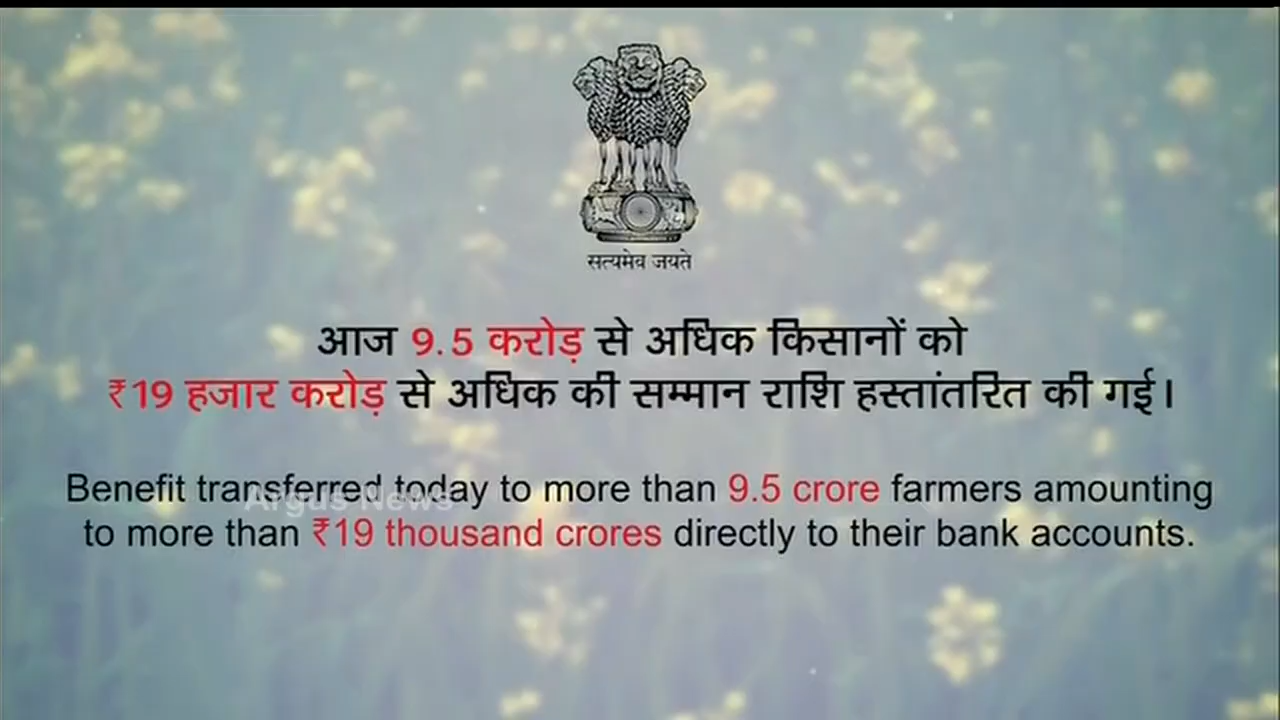 सत्यमेव जयते
आज 9.5 करोड़ से अधिक किसानों को
₹19 हजार करोड़ से अधिक की सम्मान राशि हस्तांतरित की गई।
Benefit transferred today to more than 9.5 crore farmers amounting
Argus News
to more than ₹19 thousand crores directly to their bank accounts.